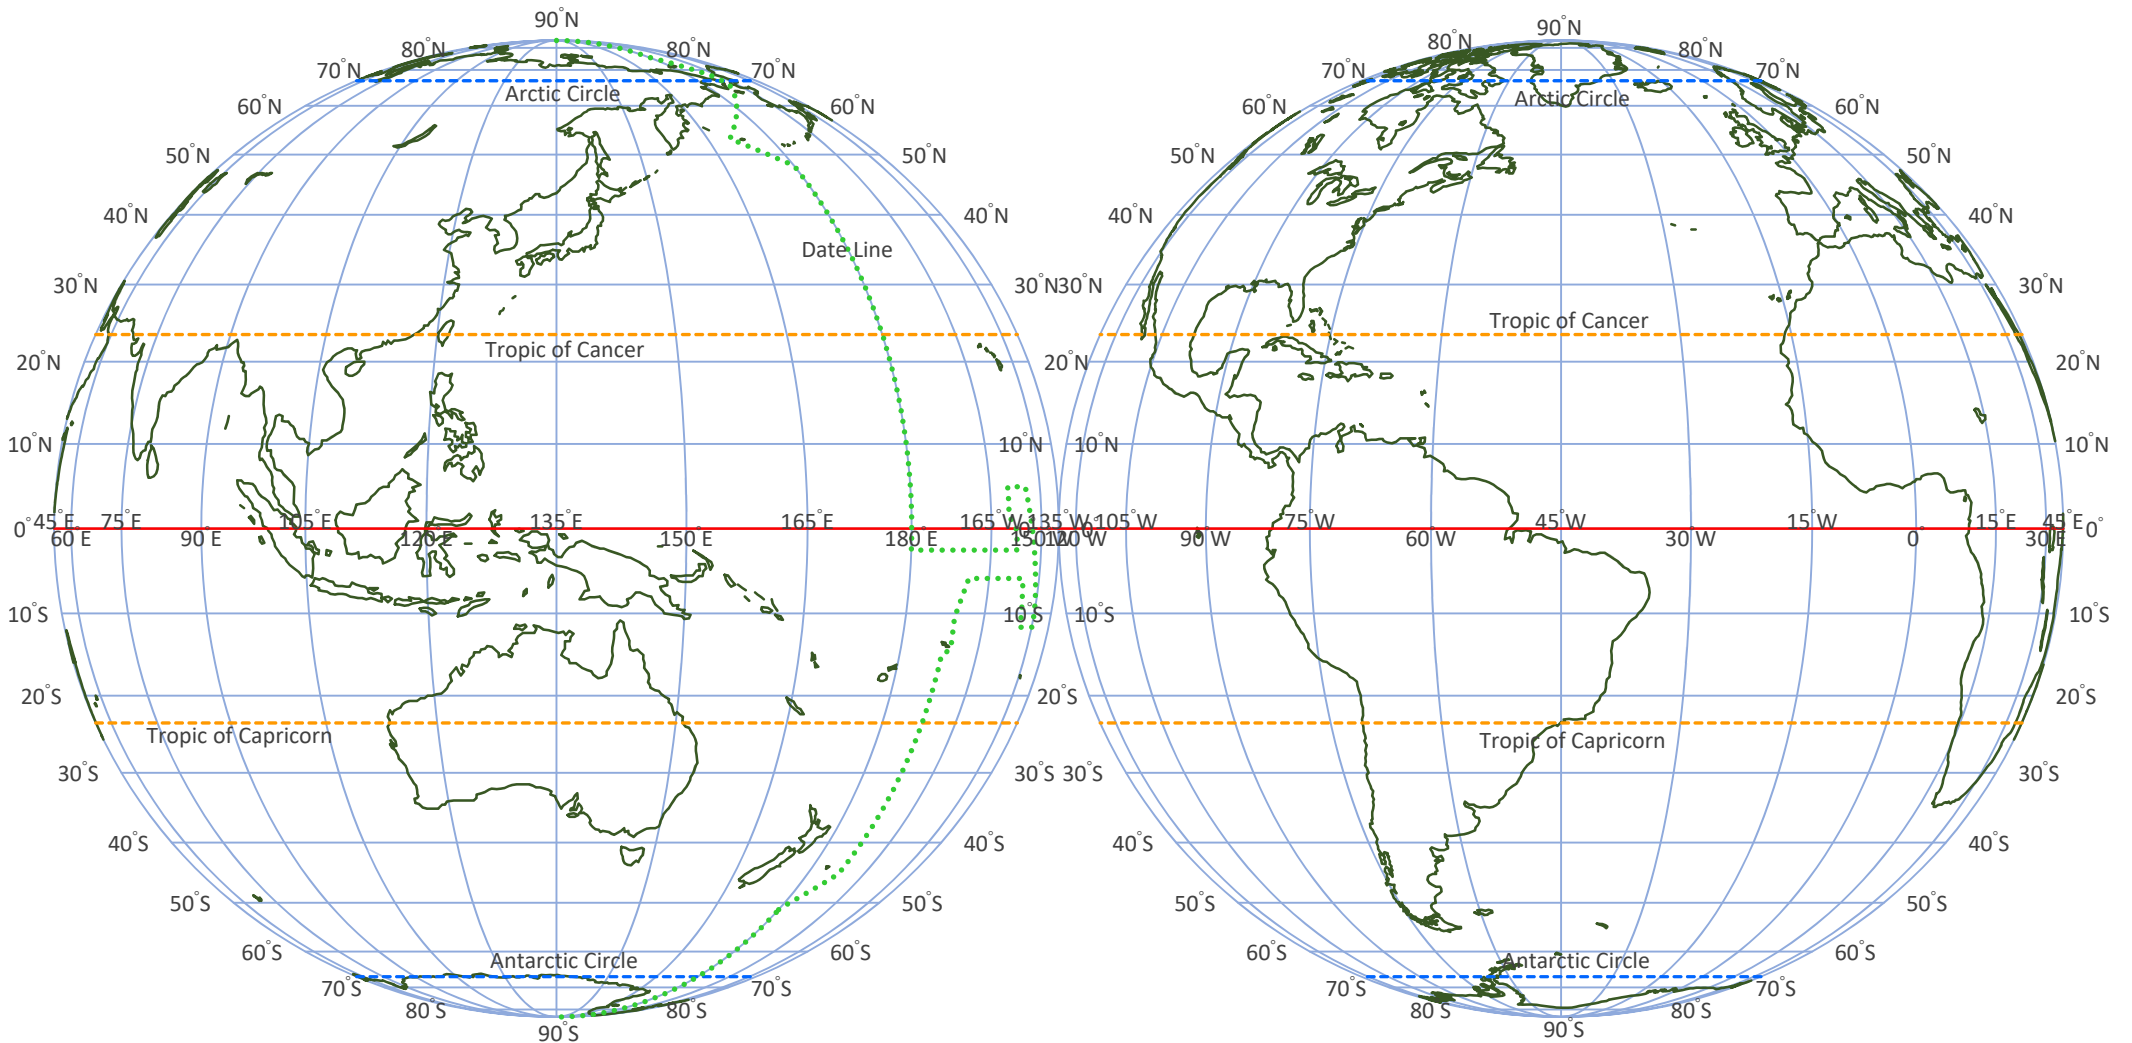 90°N 90°N
80°N 80°N 80°N 80°N
70°N 70°N 70°N 70°N
Arctic Circle Arctic Circle
60°N 60°N 60°N 60°N
50°N 50°N 50°N 50°N
40°N 40°N 40°N 40°N
Date Line
30°N 30°N 30°N 30°N
Tropic of Cancer
Tropic of Cancer
20°N 20°N 20°N
10°N 10°N 10°N 10°N
45°E 75°E 105°E 135°E 165°E 165°W 135°W 105°W 75°W 45°W 15°W 15°E 45°E
0° 0° 0°
60°E 90°E 120°E 150°E 180°E 150°W 120°W 90°W 60°W 30°W 0° 30°E
10°S 10°S 10°S 10°S
20°S 20°S 20°S
Tropic of Capricorn Tropic of Capricorn
30°S 30°S 30°S 30°S
40°S 40°S 40°S 40°S
50°S 50°S 50°S 50°S
60°S 60°S 60°S 60°S
Antarctic Circle Antarctic Circle
70°S 70°S 70°S 70°S
80°S 80°S 80°S 80°S
90°S 90°S